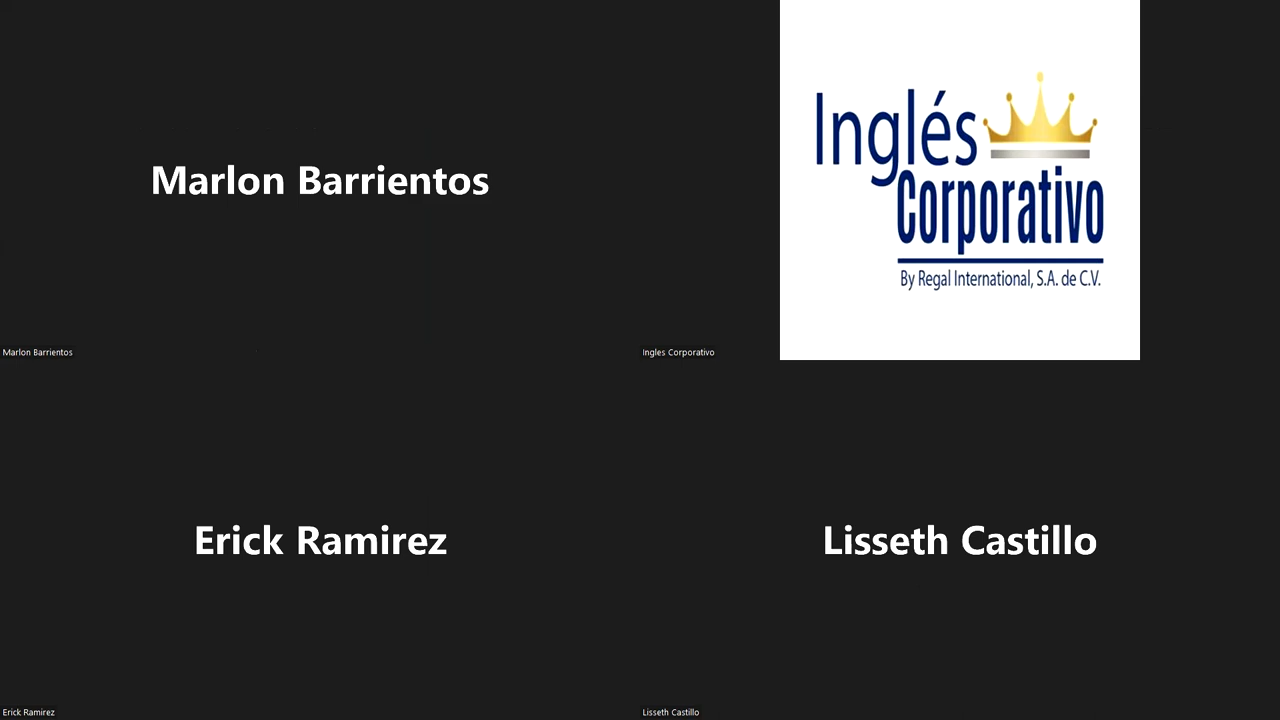 Marlon Barrientos
Marlon Barrientos
Inglés
Corporativo
By Regal International, S.A. de C.V.
Ingles Corporativo
Erick Ramirez
Erick Ramirez
Lisseth Castillo
Lisseth Castillo